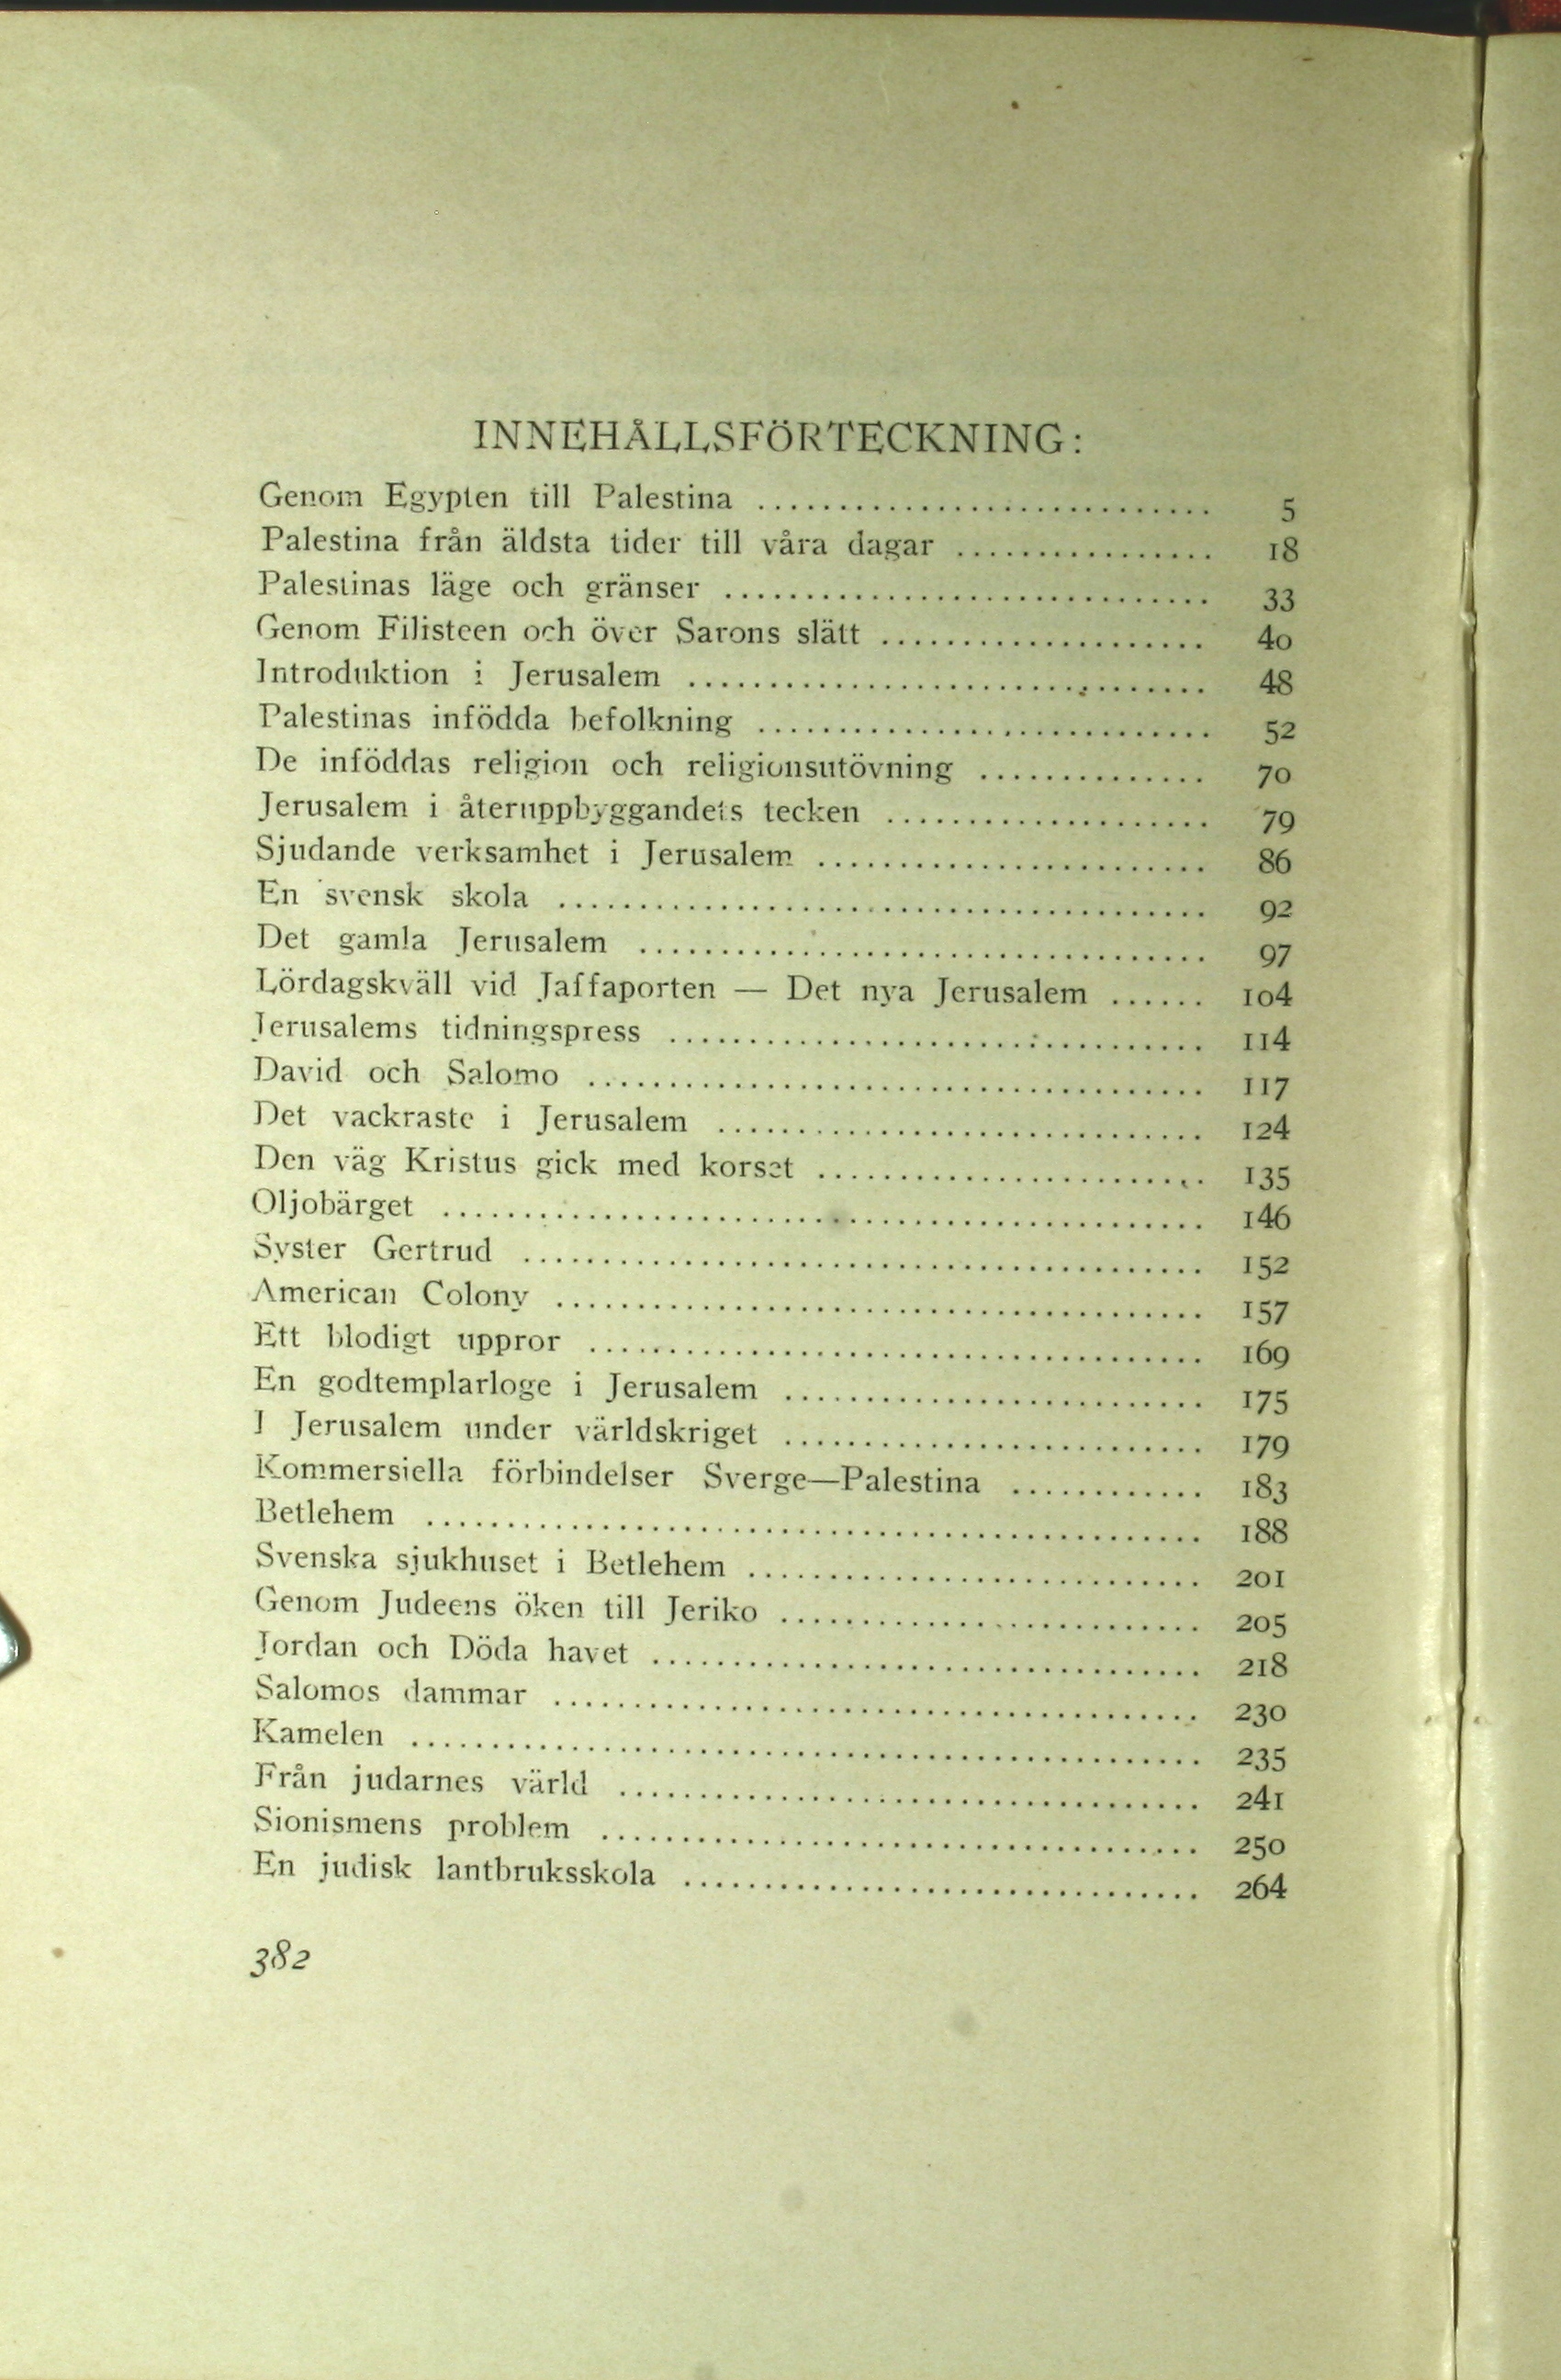 INNEHÅLLSFÖRTECKNING:
Genom Egypten till Palestina ............................ 5
Palestina från äldsta tider till våra dagar ................ 18
Palestinas läge och gränser .............................. 33
Genom Filisteen och över Sarons slätt .................... 40
Introduktion i Jerusalem ................................ 48
Palestinas infödda befolkning ............................ 52
De inföddas religion och religionsutövning .............. 70
Jerusalem i återuppbyggandets tecken .................... 79
Sjudande verksamhet i Jerusalem ........................ 86
En svensk skola ........................................ 92
Det gamla Jerusalem .................................... 97
Lördagskväll vid Jaffaporten — Det nya Jerusalem ...... 104
Jerusalems tidningspress ................................ 114
David och Salomo ...................................... 117
Det vackraste i Jerusalem .............................. 124
Den väg Kristus gick med korset ........................ 135
Oljobärget .............................................. 146
Syster Gertrud .......................................... 152
American Colony ........................................ 157
Ett blodigt uppror ...................................... 169
En godtemplarloge i Jerusalem .......................... 175
I Jerusalem under världskriget .......................... 179
Kommersiella förbindelser Sverge—Palestina ............ 183
Betlehem ................................................ 188
Svenska sjukhuset i Betlehem ............................ 201
Genom Judeens öken till Jeriko .......................... 205
Jordan och Döda havet .................................. 218
Salomos dammar ........................................ 230
Kamelen ................................................ 235
Från judarnes värld .................................... 241
Sionismens problem .................................... 250
En judisk lantbruksskola ................................ 264
382